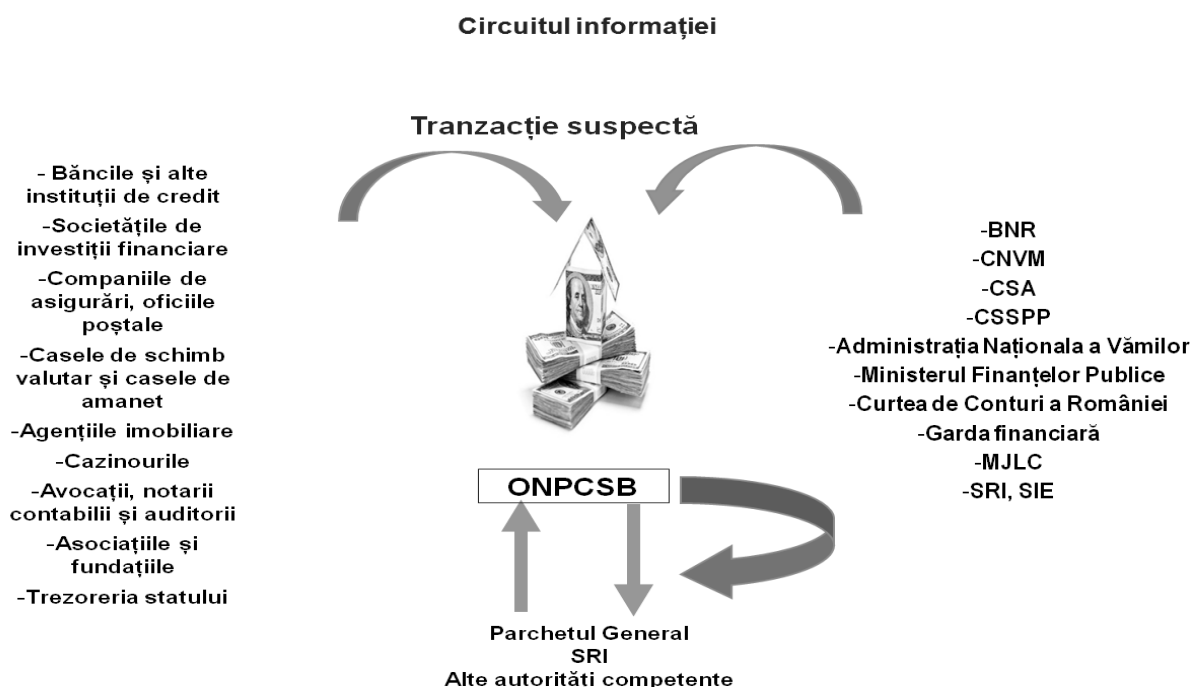 Circuitul informației
Tranzacție suspectă
- Băncile și alte
instituții de credit
-Societățile de
investiții financiare
-Companiile de
asigurări, oficiile
poștale
-Casele de schimb
valutar și casele de
amanet
-Agențiile imobiliare
-Cazinourile
-Avocații, notarii
contabilii și auditorii
-Asociațiile și
fundațiile
-Trezoreria statului
-BNR
-CNVM
-CSA
-CSSPP
-Administrația Naționala a Vămilor
-Ministerul Finanțelor Publice
-Curtea de Conturi a României
-Garda financiară
-MJLC
-SRI, SIE
ONPCSB
Parchetul General
SRI
Alte autorități competente